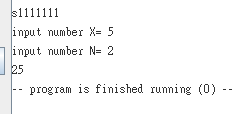 s1111111
input number X= 5
input number N= 2
25
-- program is finished running (0) --